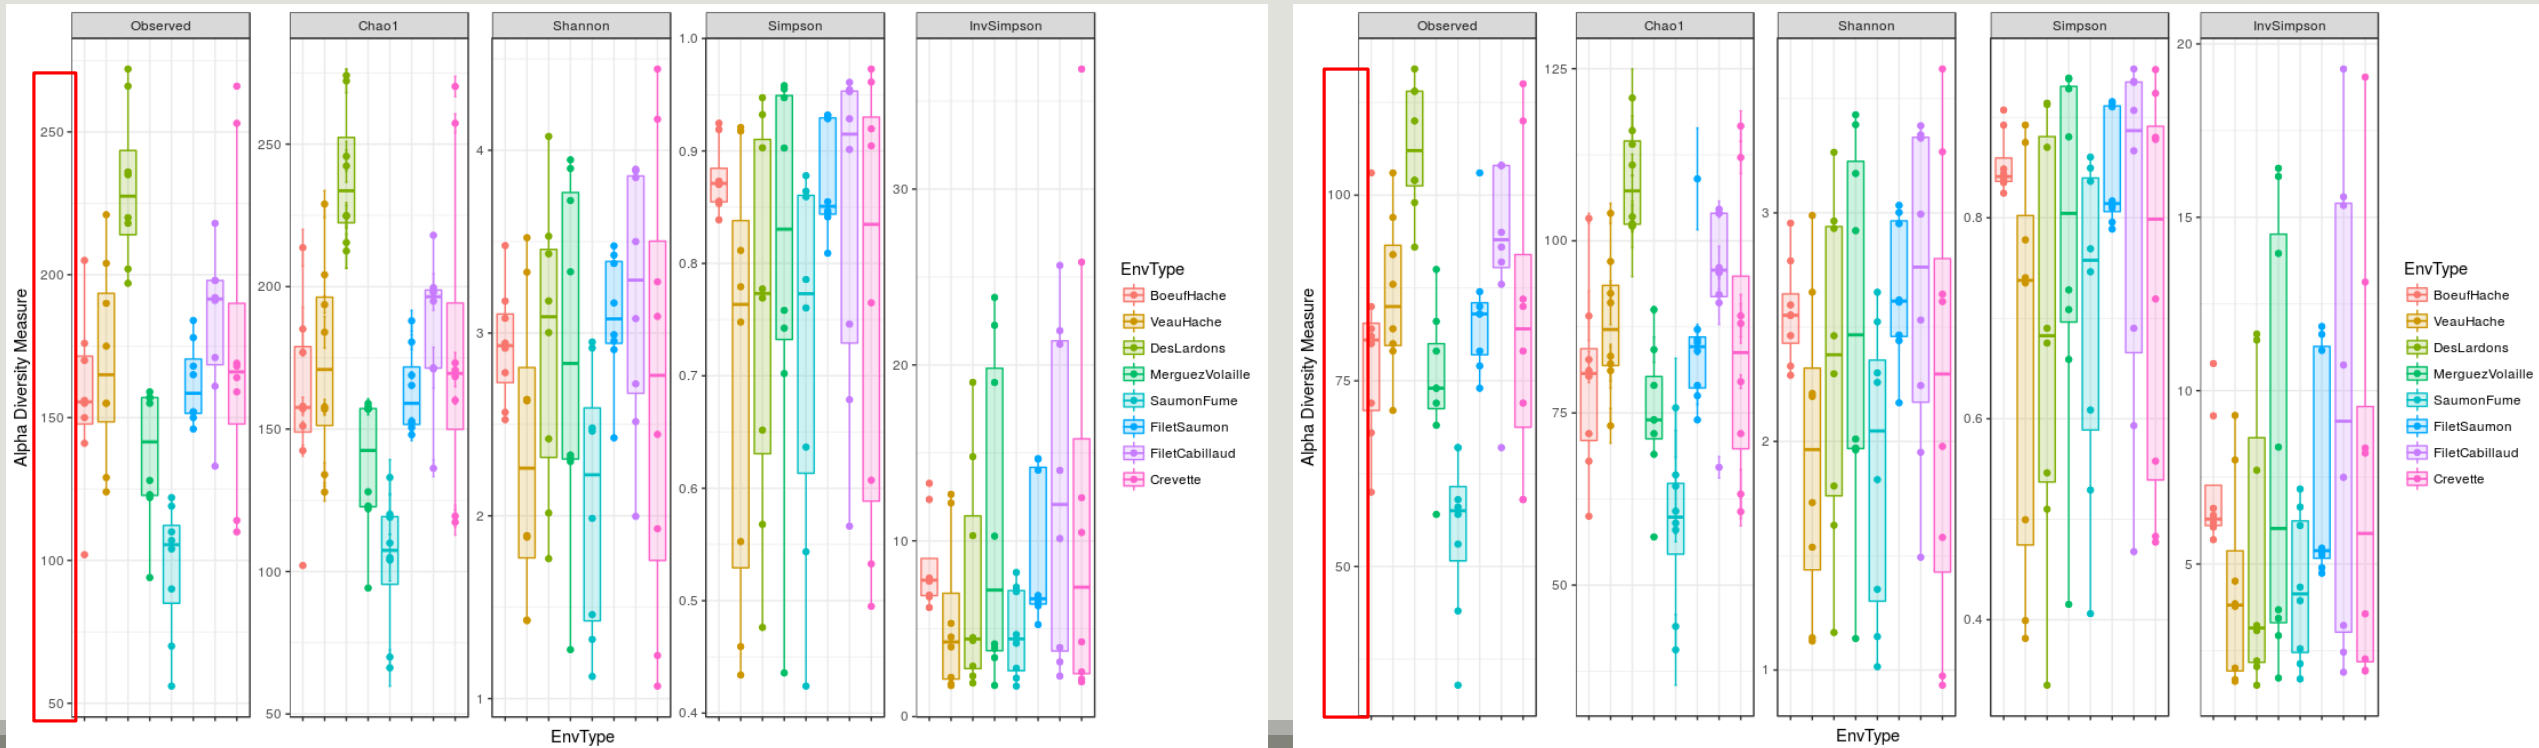 Observed
Chao1
Shannon
Simpson
InvSimpson
Alpha Diversity Measure
250
200
150
100
50
250
200
150
100
50
4
3
2
1
1.0
0.9
0.8
0.7
0.6
0.5
0.4
30
20
10
0
EnvType
EnvType
BoeufHache
VeauHache
DesLardons
MerguezVolaille
SaumonFume
FiletSaumon
FiletCabillaud
Crevette
Observed
Chao1
Shannon
Simpson
InvSimpson
Alpha Diversity Measure
100
75
50
125
100
75
50
3
2
1
0.8
0.6
0.4
20
15
10
5
EnvType
EnvType
BoeufHache
VeauHache
DesLardons
MerguezVolaille
SaumonFume
FiletSaumon
FiletCabillaud
Crevette